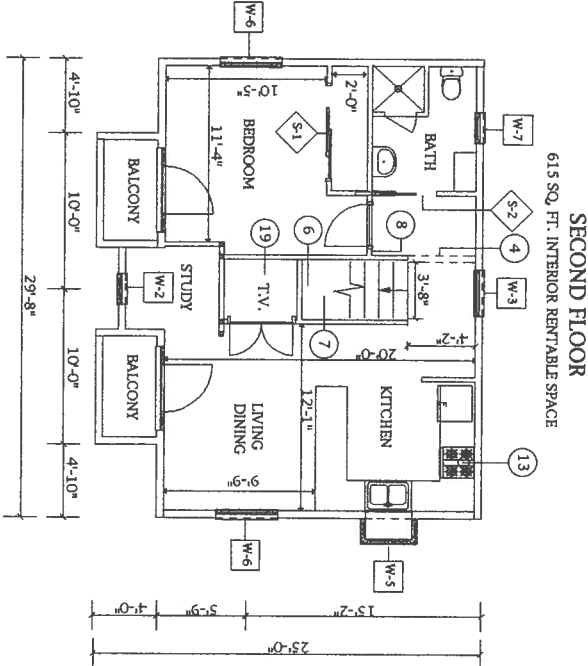 SECOND FLOOR
615 SQ. FT. INTERIOR RENTABLE SPACE
W-7
W-3
S-2
4
13
W-6
2'-0"
BATH
8
3'-8"
4'-2"
KITCHEN
W-5
10'-5"
S-1
6
7
20'-0"
BEDROOM
11'-4"
19
T.V.
12'-1"
LIVING
DINING
9'-9"
W-6
STUDY
W-2
BALCONY
BALCONY
4'-10"
10'-0"
10'-0"
4'-10"
29'-8"
15'-2"
5'-9"
4'-0"
25'-0"